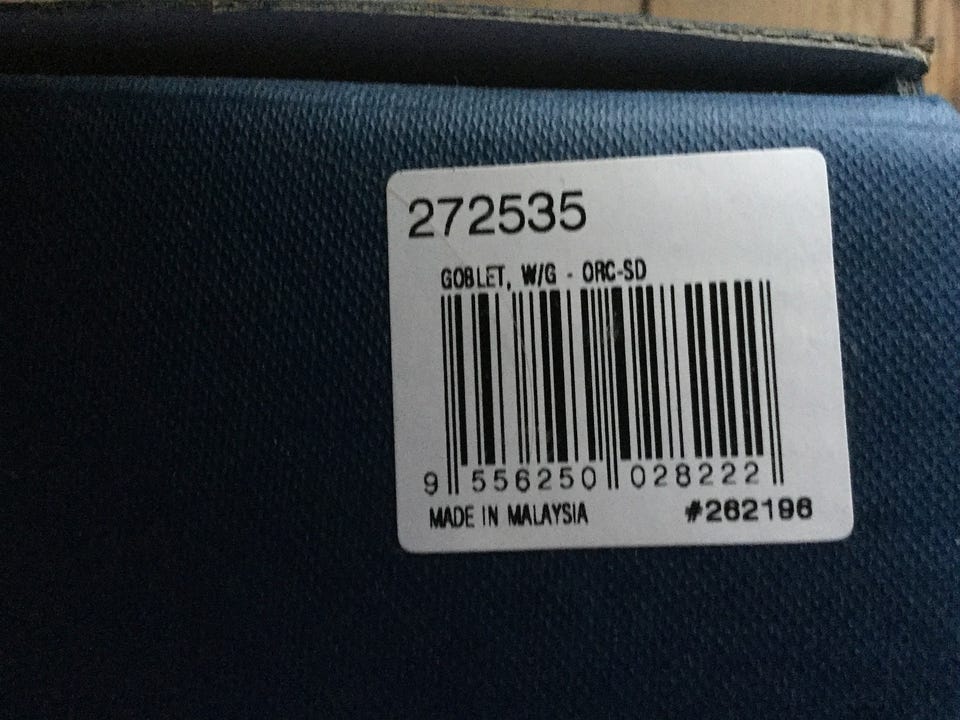 272535
GOBLET, W/G - ORC-SD
9 556250 028222
MADE IN MALAYSIA #262196